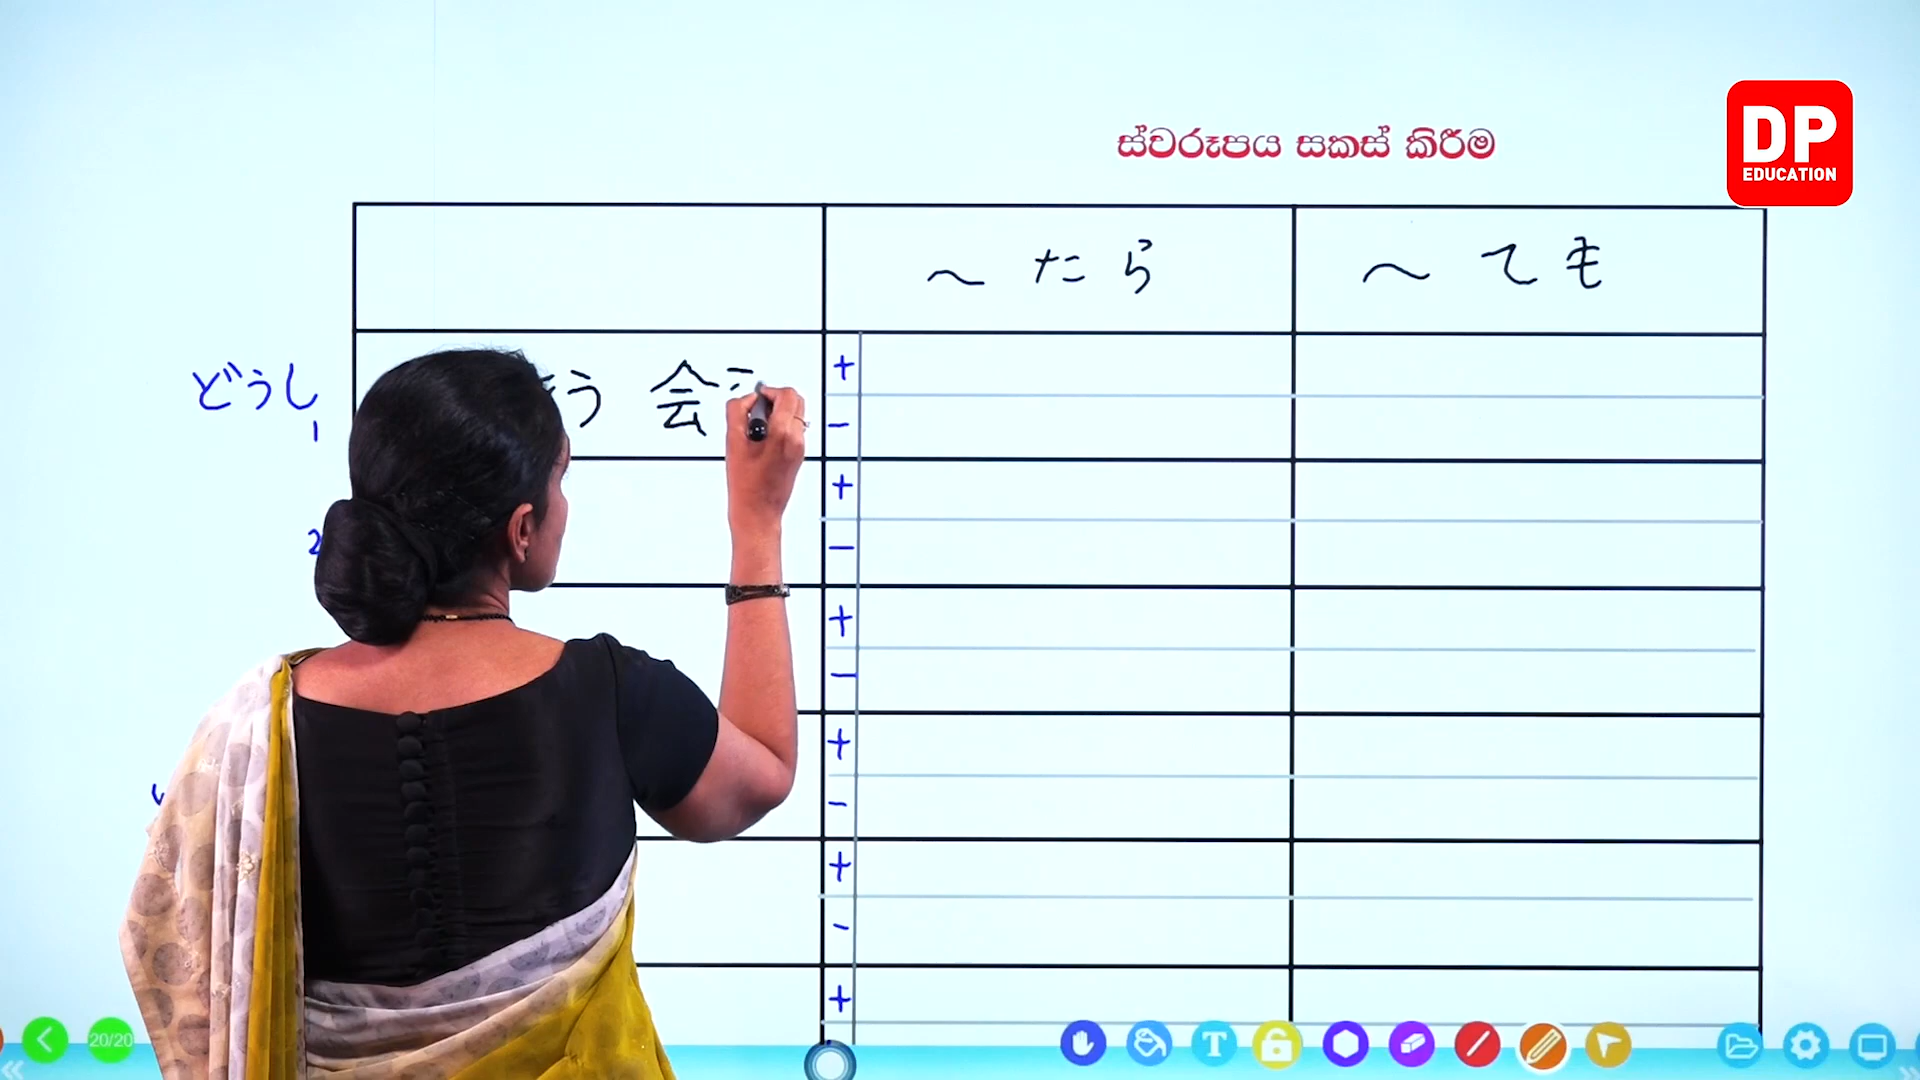 DP
EDUCATION
ස්වරූපය සකස් කිරීම
～ たら
～ ても
どうし
1
う 会
+
-
+
2
-
+
-
+
-
+
-
+
20/20
T